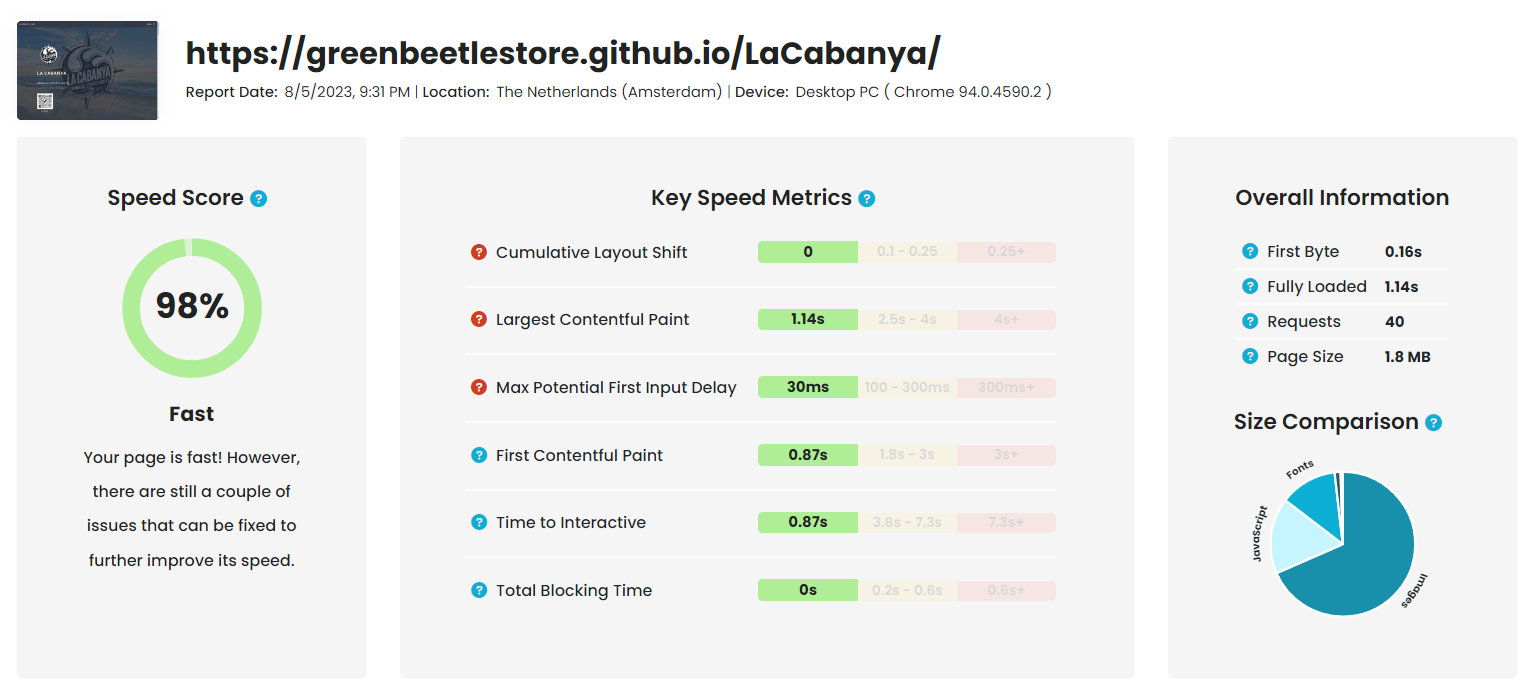 LA CABANYA
LA CABANYA
https://greenbeetlestore.github.io/LaCabanya/
Report Date: 8/5/2023, 9:31 PM | Location: The Netherlands (Amsterdam) | Device: Desktop PC ( Chrome 94.0.4590.2 )
Speed Score ?
98%
Fast
Your page is fast! However,
there are still a couple of
issues that can be fixed to
further improve its speed.
Key Speed Metrics ?
? Cumulative Layout Shift 0 0.1 - 0.25 0.25+
? Largest Contentful Paint 1.14s 2.5s - 4s 4s+
? Max Potential First Input Delay 30ms 100 - 300ms 300ms+
? First Contentful Paint 0.87s 1.8s - 3s 3s+
? Time to Interactive 0.87s 3.8s - 7.3s 7.3s+
? Total Blocking Time 0s 0.2s - 0.6s 0.6s+
Overall Information
? First Byte 0.16s
? Fully Loaded 1.14s
? Requests 40
? Page Size 1.8 MB
Size Comparison ?
Fonts
JavaScript
Images